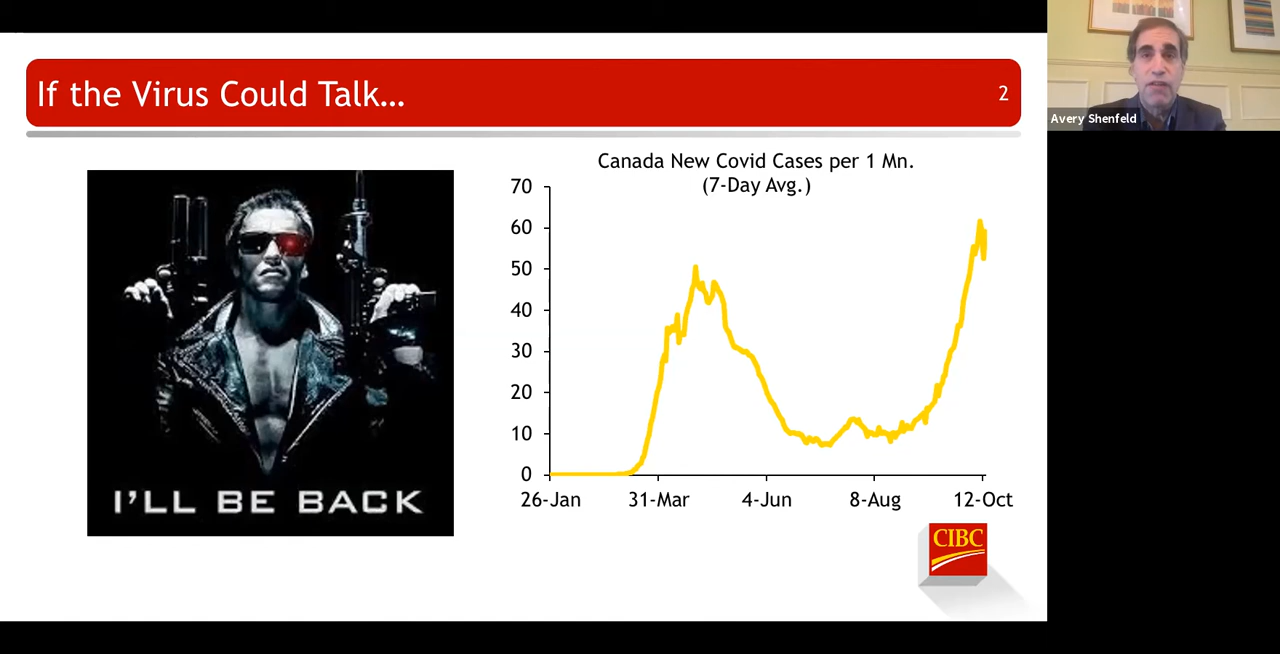 If the Virus Could Talk…
2
Avery Shenfeld
I'LL BE BACK
Canada New Covid Cases per 1 Mn.
(7-Day Avg.)
70
60
50
40
30
20
10
0
26-Jan 31-Mar 4-Jun 8-Aug 12-Oct
CIBC